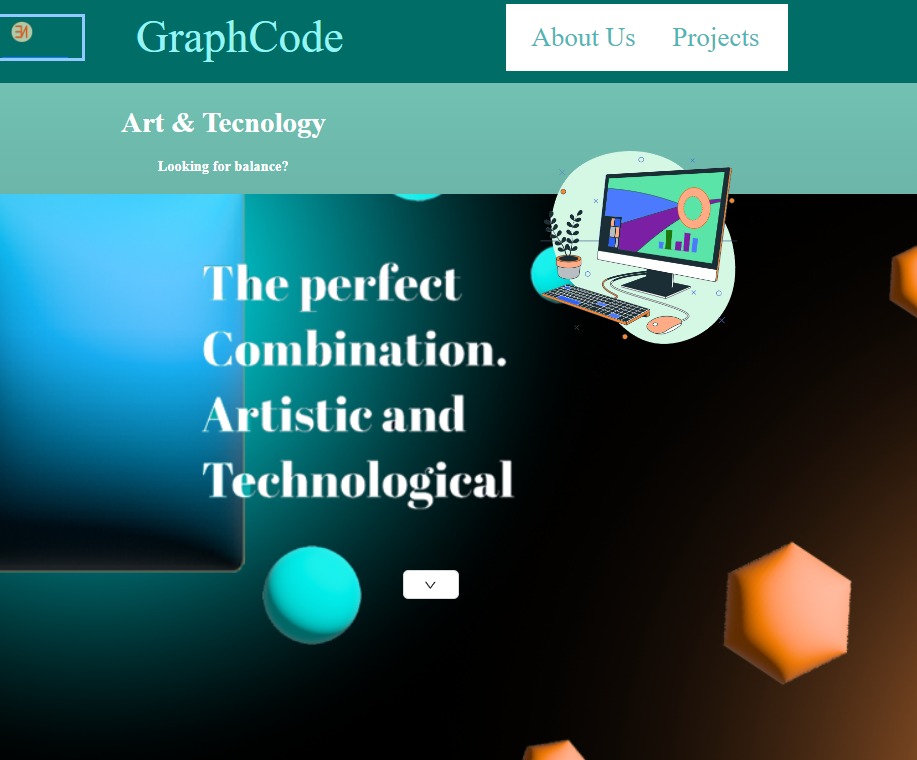 GraphCode
About Us Projects
Art & Tecnology
Looking for balance?
The perfect
Combination.
Artistic and
Technological